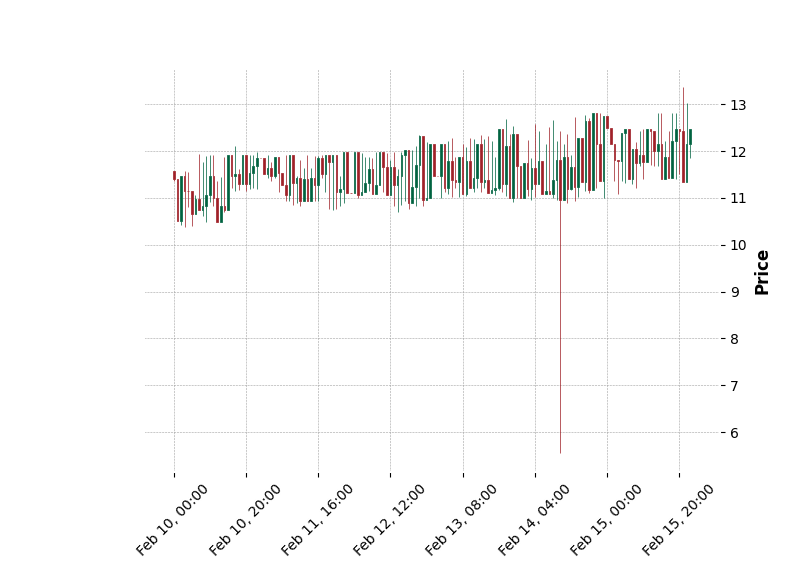 13
12
11
10
9
8
7
6
Price
Feb 10, 00:00
Feb 10, 20:00
Feb 11, 16:00
Feb 12, 12:00
Feb 13, 08:00
Feb 14, 04:00
Feb 15, 00:00
Feb 15, 20:00